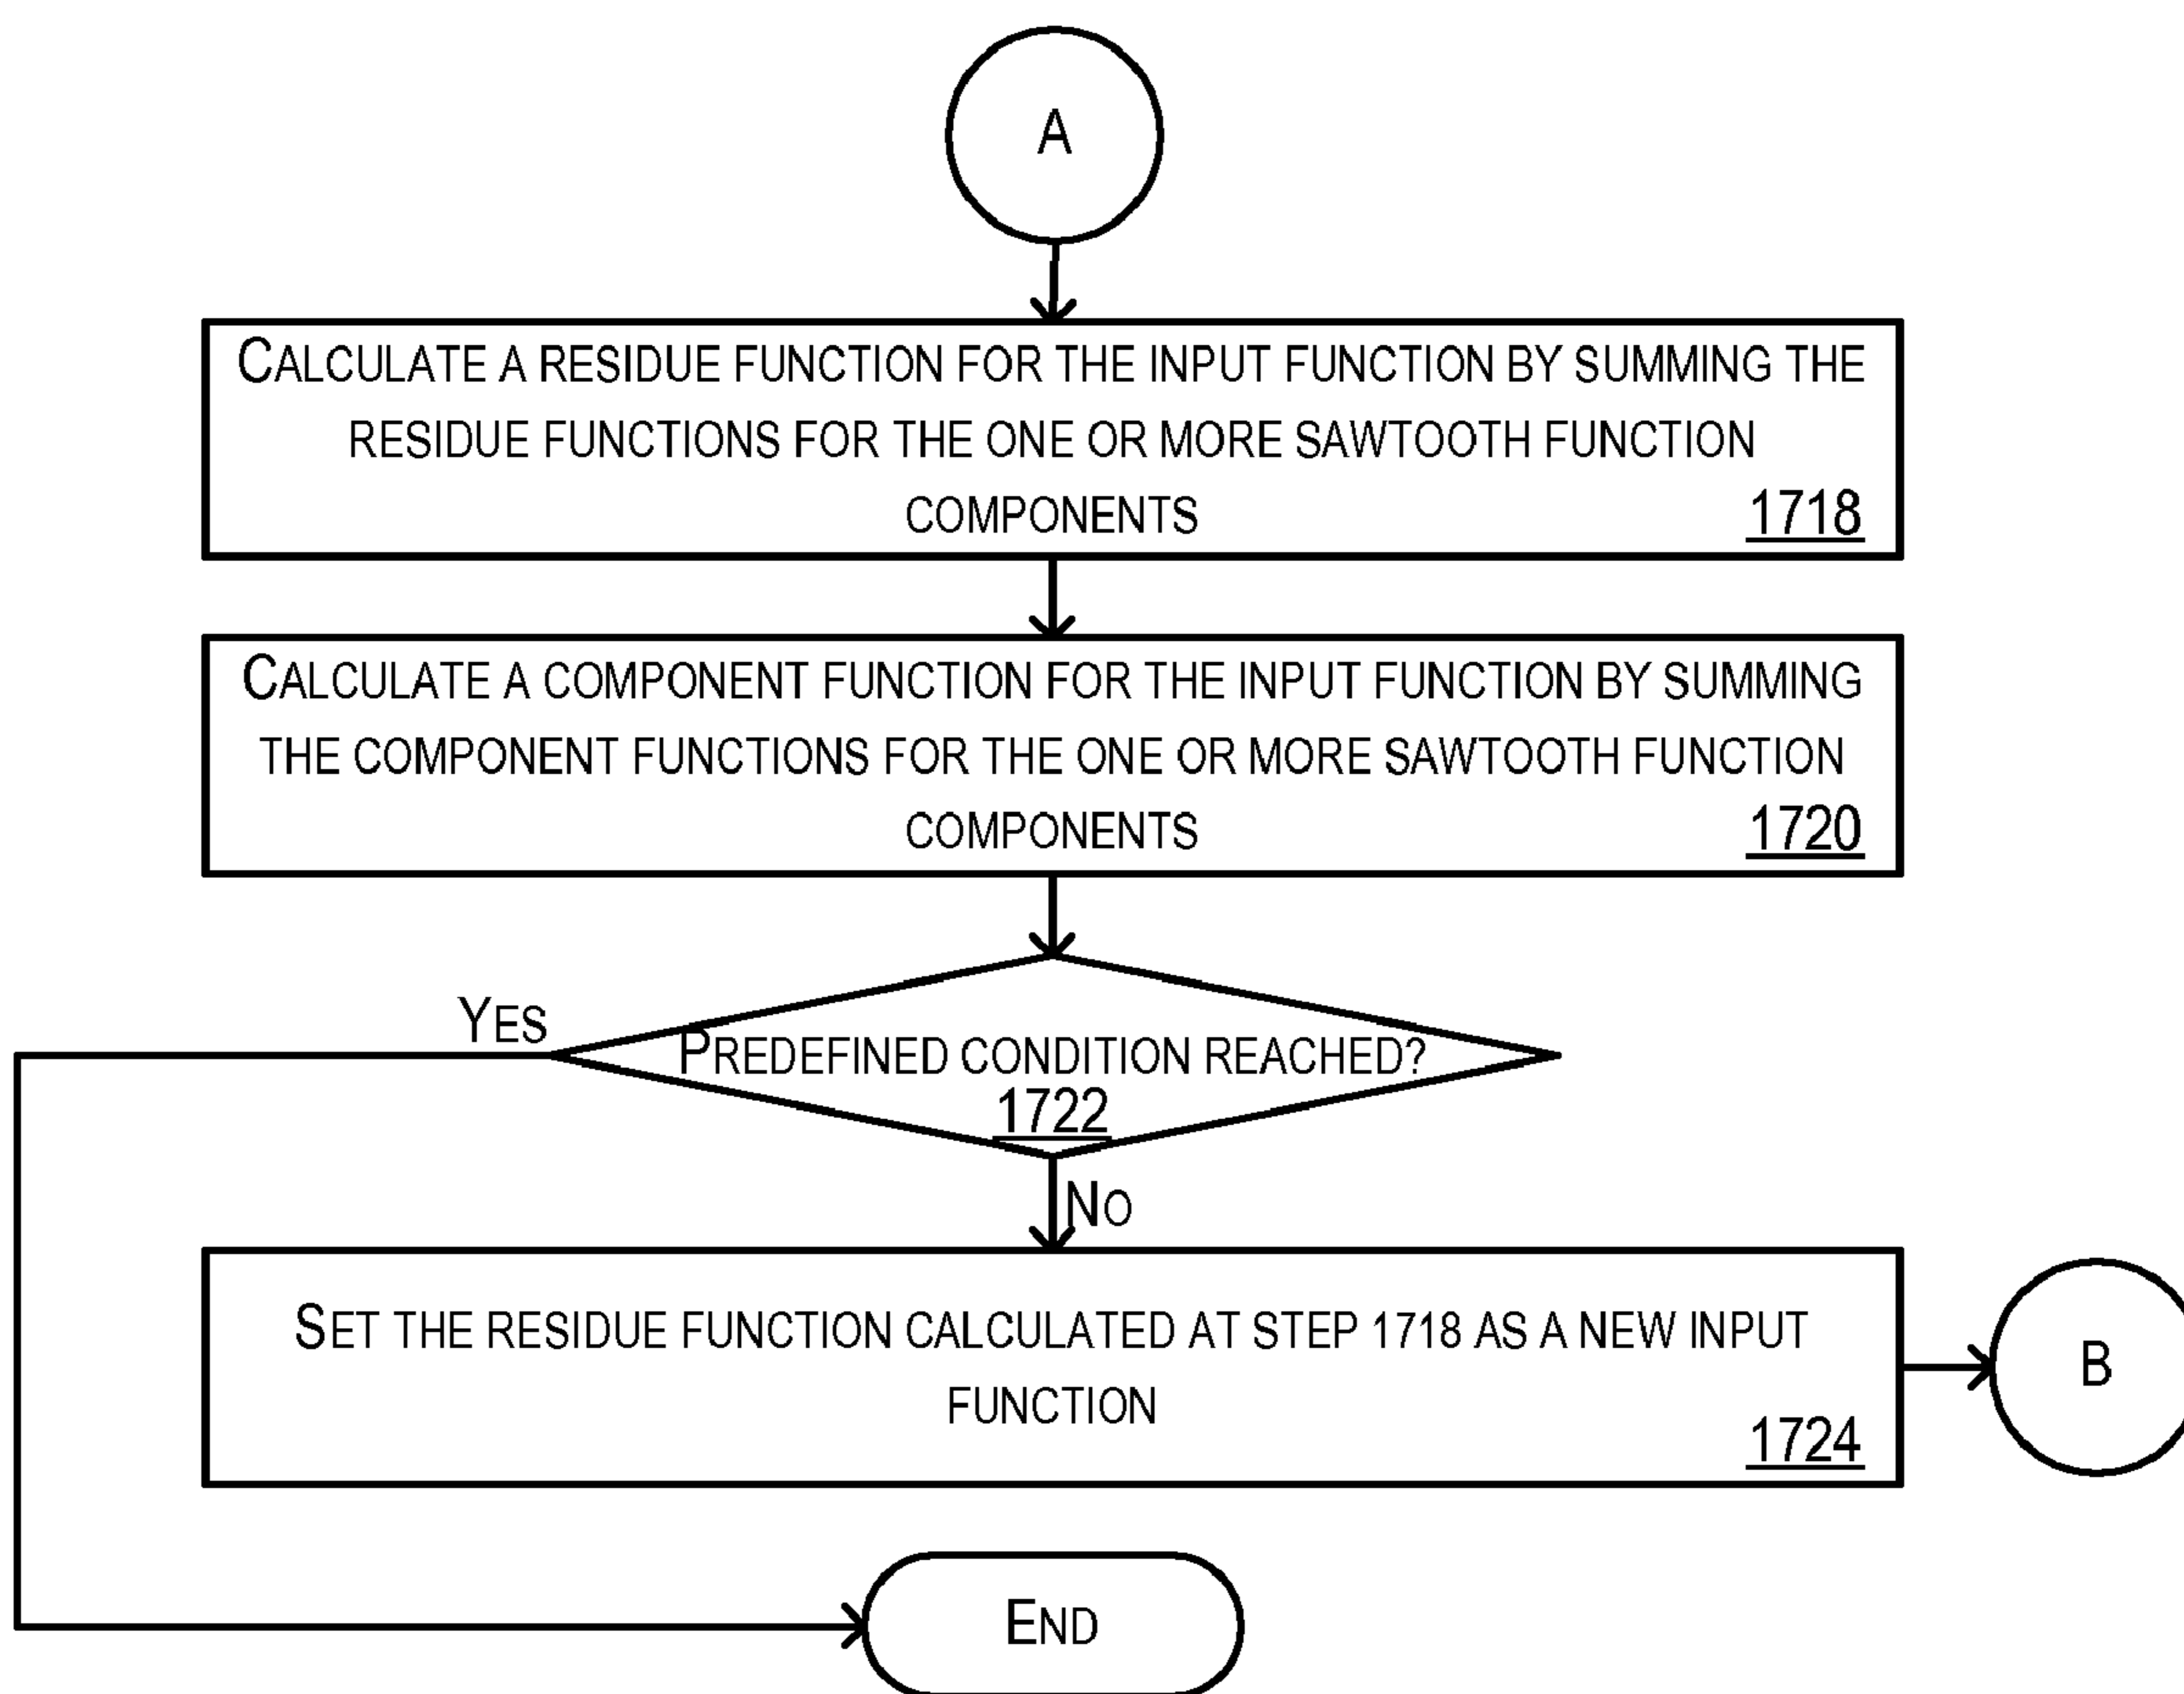 A
CALCULATE A RESIDUE FUNCTION FOR THE INPUT FUNCTION BY SUMMING THE
RESIDUE FUNCTIONS FOR THE ONE OR MORE SAWTOOTH FUNCTION
COMPONENTS
1718
CALCULATE A COMPONENT FUNCTION FOR THE INPUT FUNCTION BY SUMMING
THE COMPONENT FUNCTIONS FOR THE ONE OR MORE SAWTOOTH FUNCTION
COMPONENTS
1720
YES
PREDEFINED CONDITION REACHED?
1722
NO
SET THE RESIDUE FUNCTION CALCULATED AT STEP 1718 AS A NEW INPUT
FUNCTION
1724
B
END